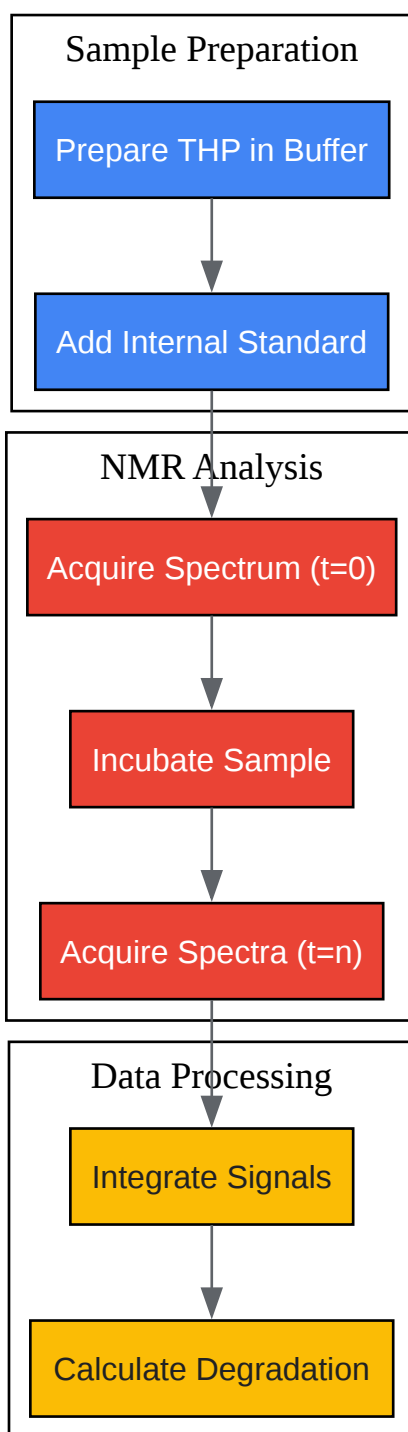 Sample Preparation
Prepare THP in Buffer
Add Internal Standard
NMR Analysis
Acquire Spectrum (t=0)
Incubate Sample
Acquire Spectra (t=n)
Data Processing
Integrate Signals
Calculate Degradation